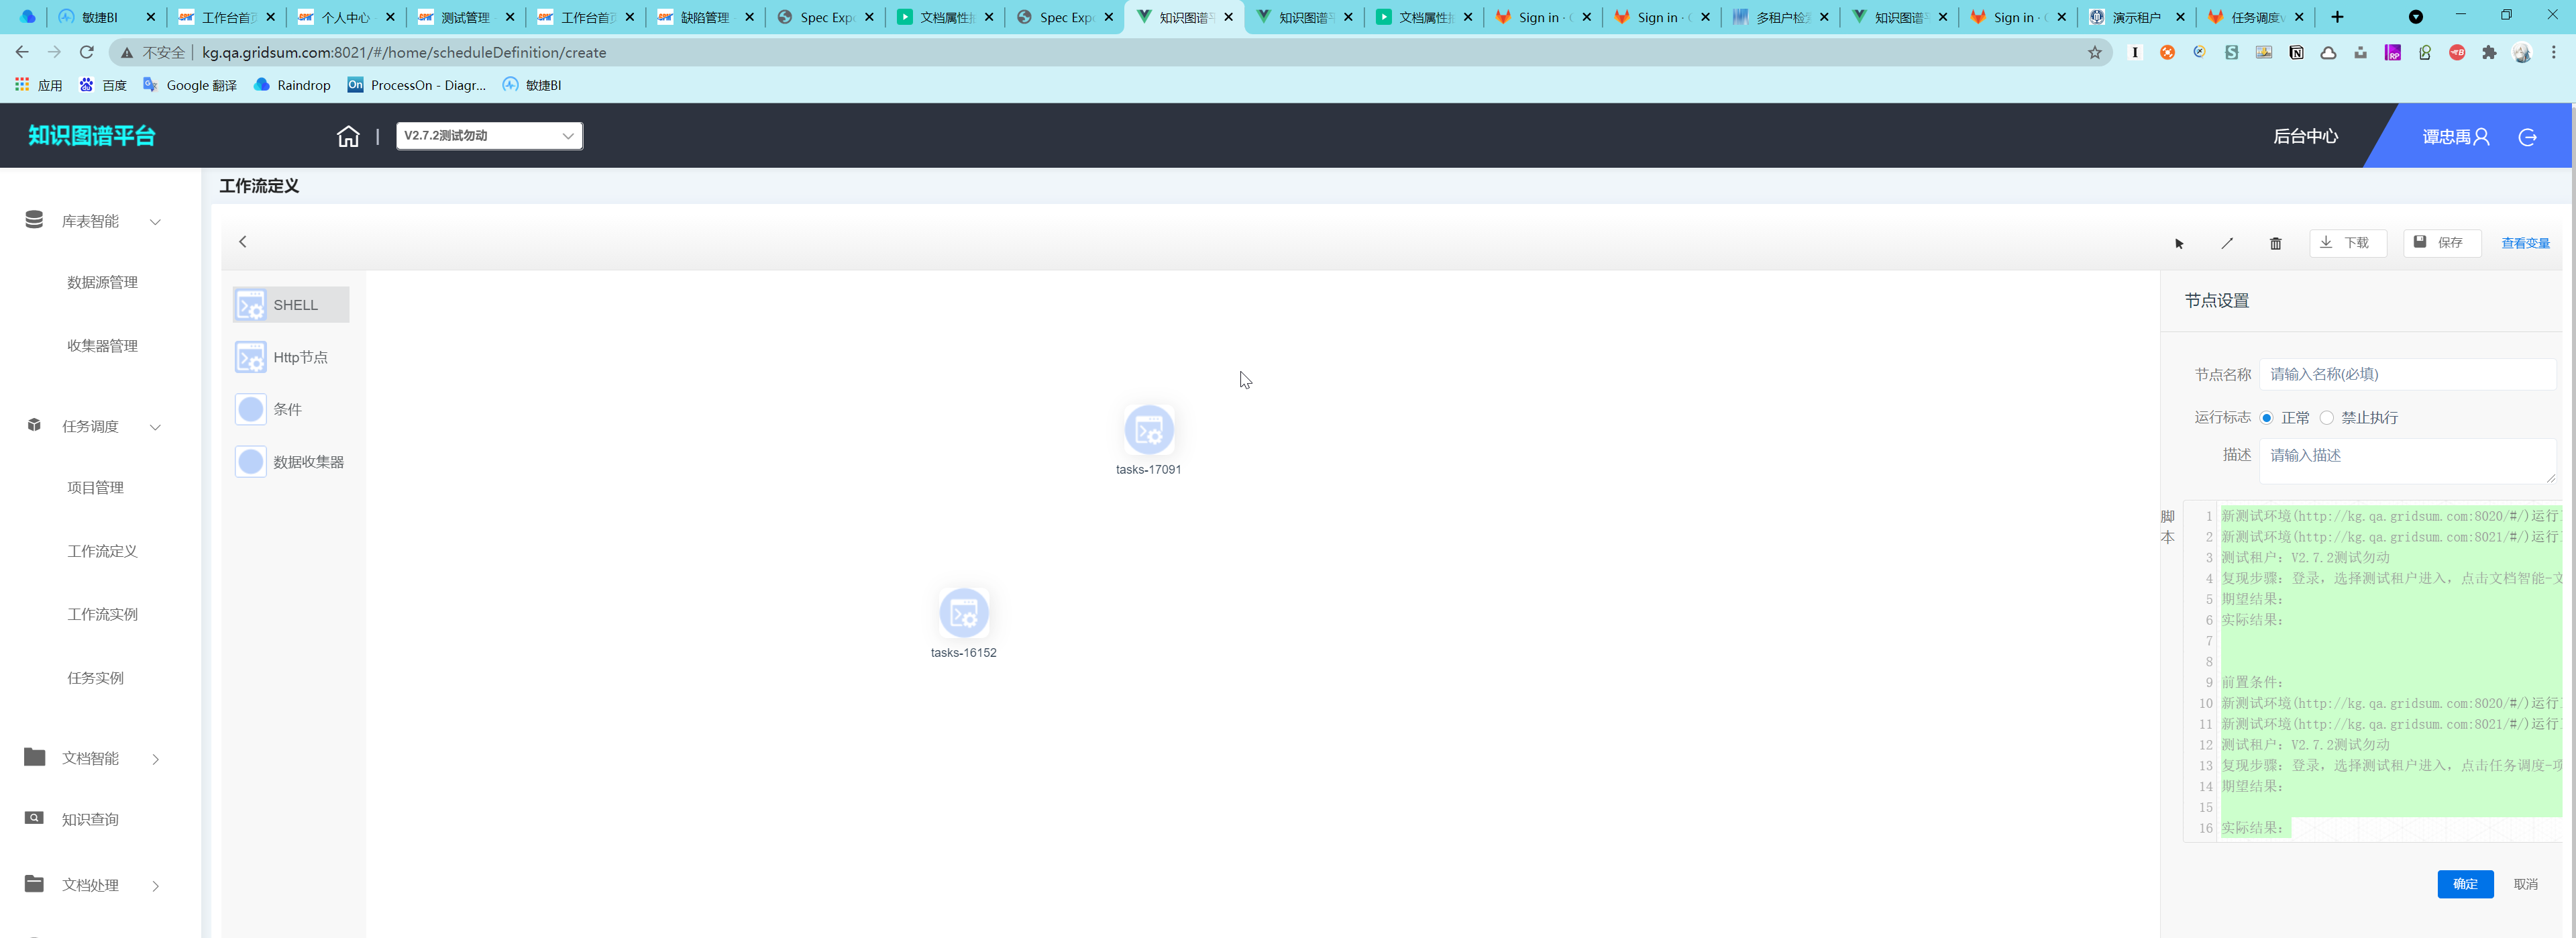 敏捷BI
工作台首页
个人中心
测试管理
工作台首页
缺陷管理
Spec Exp
文档属性
Spec Exp
知识图谱平
知识图谱平
文档属性
Sign in ·
Sign in ·
多租户检
知识图谱平
Sign in ·
演示租户
任务调度
不安全
kg.qa.gridsum.com:8021/#/home/scheduleDefinition/create
应用
百度
Google 翻译
Raindrop
On
ProcessOn - Diagr...
敏捷BI
知识图谱平台
V2.7.2测试勿动
后台中心
谭忠禹
工作流定义
库表智能
数据源管理
收集器管理
任务调度
项目管理
工作流定义
工作流实例
任务实例
文档智能
知识查询
文档处理
下载
保存
查看变量
SHELL
Http节点
条件
数据收集器
tasks-17091
tasks-16152
节点设置
节点名称
请输入名称(必填)
运行标志
正常
禁止执行
描述
请输入描述
脚本
1 新测试环境(http://kg.qa.gridsum.com:8020/#/)运行
2 新测试环境(http://kg.qa.gridsum.com:8021/#/)运行
3 测试租户：V2.7.2测试勿动
4 复现步骤：登录，选择测试租户进入，点击文档智能-文
5 期望结果：
6 实际结果：
7
8
9 前置条件：
10 新测试环境(http://kg.qa.gridsum.com:8020/#/)运行
11 新测试环境(http://kg.qa.gridsum.com:8021/#/)运行
12 测试租户：V2.7.2测试勿动
13 复现步骤：登录，选择测试租户进入，点击任务调度-项
14 期望结果：
15
16 实际结果：
确定
取消